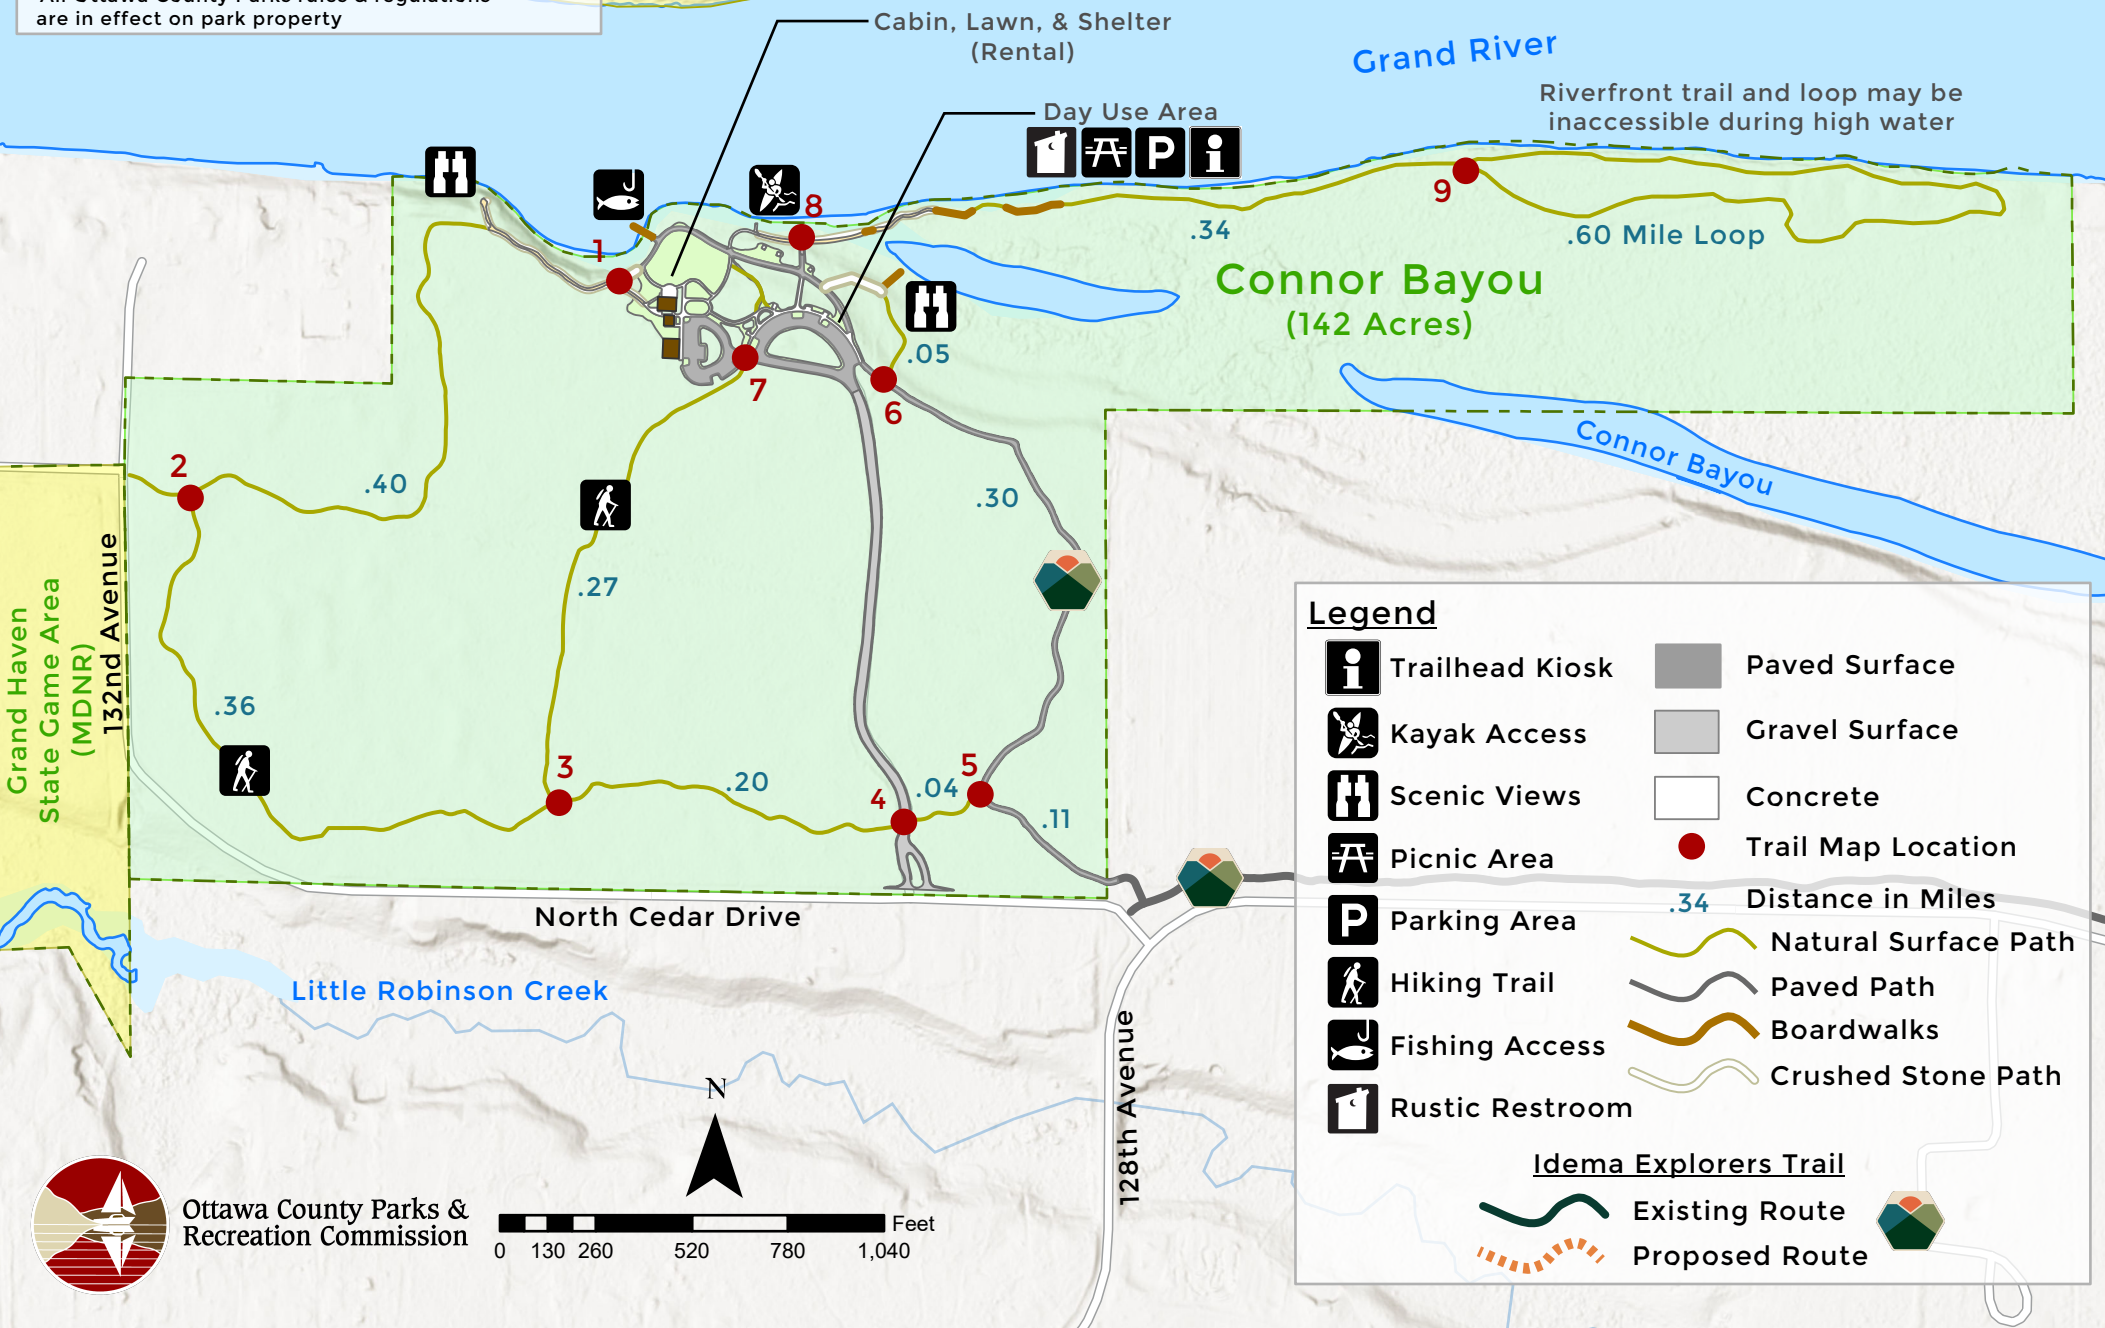 are in effect on park property
Cabin, Lawn, & Shelter
(Rental)
Grand River
Day Use Area
P
Riverfront trail and loop may be
inaccessible during high water
1
8
9
.34
.60 Mile Loop
Connor Bayou
(142 Acres)
.05
7
6
2
.40
.30
Connor Bayou
.27
Grand Haven
State Game Area
(MDNR)
132nd Avenue
.36
3
.20
4
.04
5
.11
North Cedar Drive
Little Robinson Creek
128th Avenue
N
Ottawa County Parks &
Recreation Commission
Feet
0 130 260 520 780 1,040
Legend
Trailhead Kiosk
Kayak Access
Scenic Views
Picnic Area
P Parking Area
Hiking Trail
Fishing Access
Rustic Restroom
Paved Surface
Gravel Surface
Concrete
Trail Map Location
.34 Distance in Miles
Natural Surface Path
Paved Path
Boardwalks
Crushed Stone Path
Idema Explorers Trail
Existing Route
Proposed Route